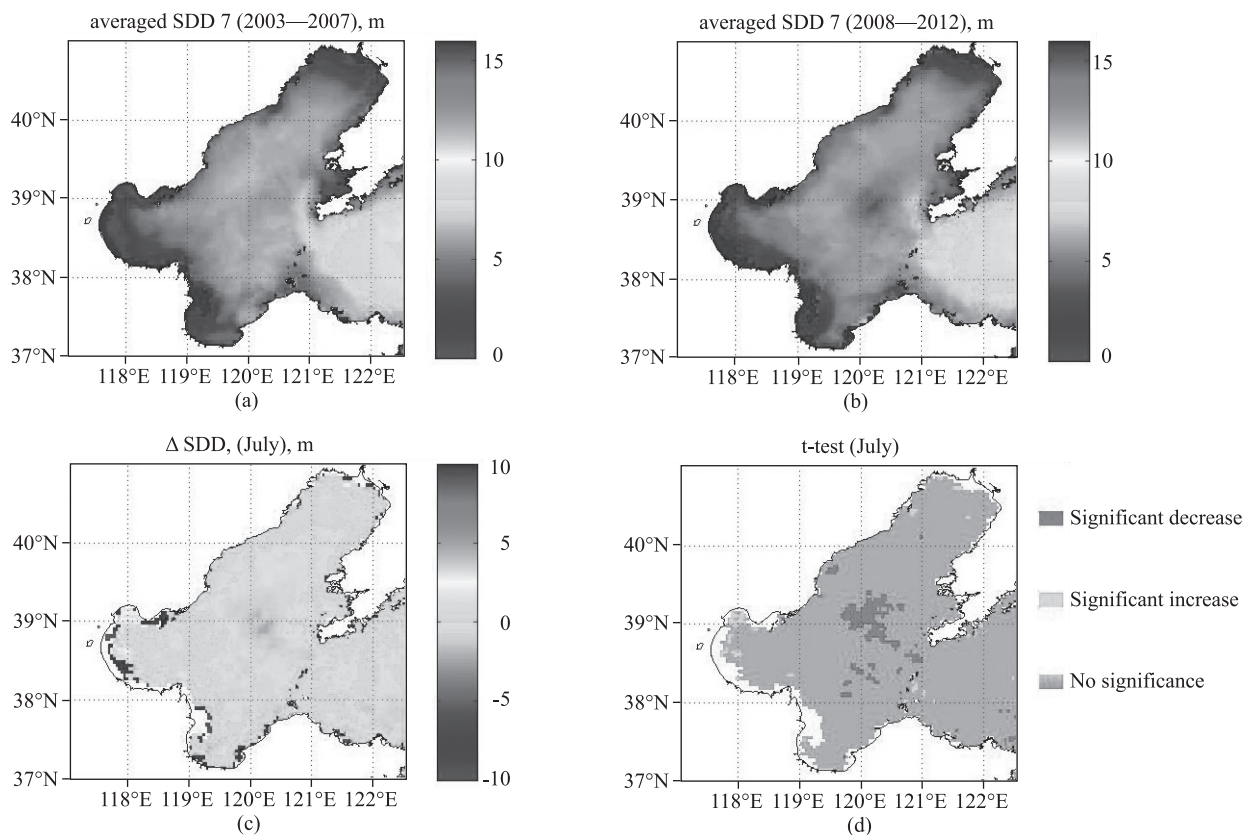 averaged SDD 7 (2003—2007), m
15
10
5
0
40°N
39°N
38°N
37°N
118°E 119°E 120°E 121°E 122°E
(a)
averaged SDD 7 (2008—2012), m
15
10
5
0
40°N
39°N
38°N
37°N
118°E 119°E 120°E 121°E 122°E
(b)
Δ SDD, (July), m
10
5
0
-5
-10
40°N
39°N
38°N
37°N
118°E 119°E 120°E 121°E 122°E
(c)
t-test (July)
40°N
39°N
38°N
37°N
118°E 119°E 120°E 121°E 122°E
(d)
Significant decrease
Significant increase
No significance